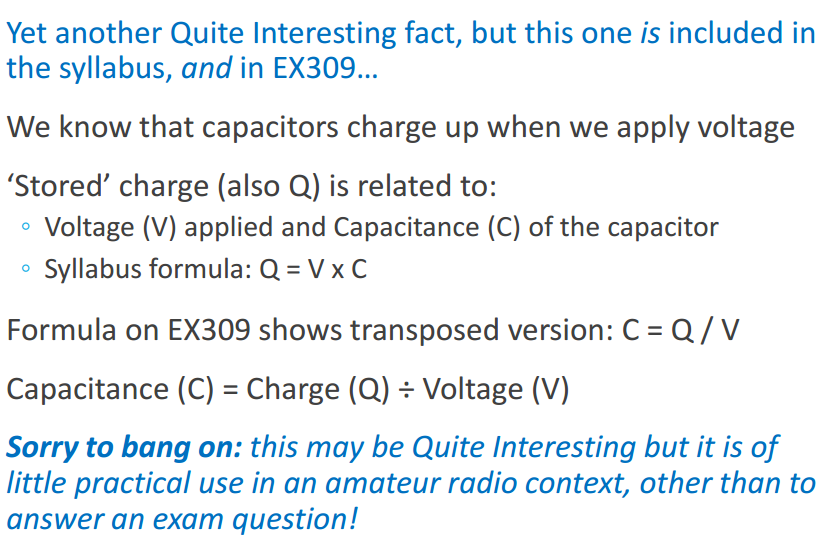 Yet another Quite Interesting fact, but this one is included in
the syllabus, and in EX309...
We know that capacitors charge up when we apply voltage
‘Stored’ charge (also Q) is related to:
◦ Voltage (V) applied and Capacitance (C) of the capacitor
◦ Syllabus formula: Q = V x C
Formula on EX309 shows transposed version: C = Q / V
Capacitance (C) = Charge (Q) ÷ Voltage (V)
Sorry to bang on: this may be Quite Interesting but it is of
little practical use in an amateur radio context, other than to
answer an exam question!